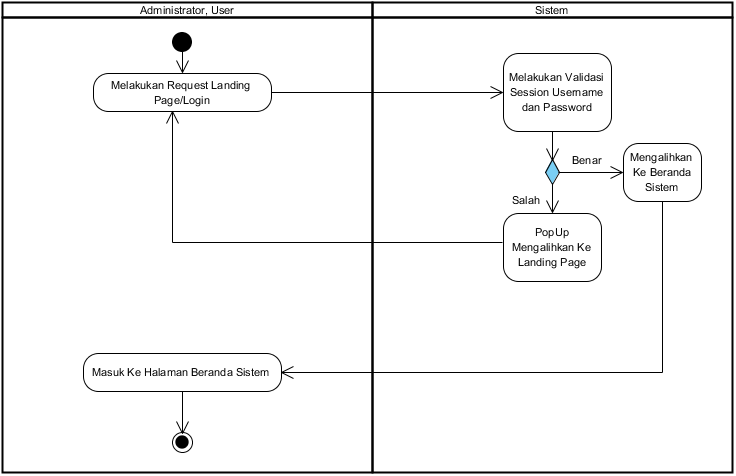 Administrator, User
Sistem
Melakukan Request Landing
Page/Login
Melakukan Validasi
Session Username
dan Password
Benar
Mengalihkan
Ke Beranda
Sistem
Salah
PopUp
Mengalihkan Ke
Landing Page
Masuk Ke Halaman Beranda Sistem